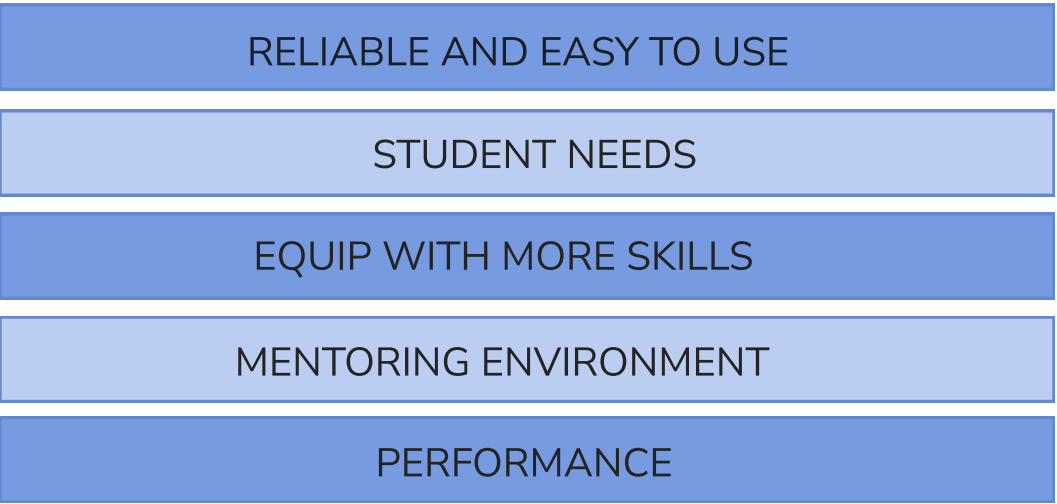 RELIABLE AND EASY TO USE
STUDENT NEEDS
EQUIP WITH MORE SKILLS
MENTORING ENVIRONMENT
PERFORMANCE